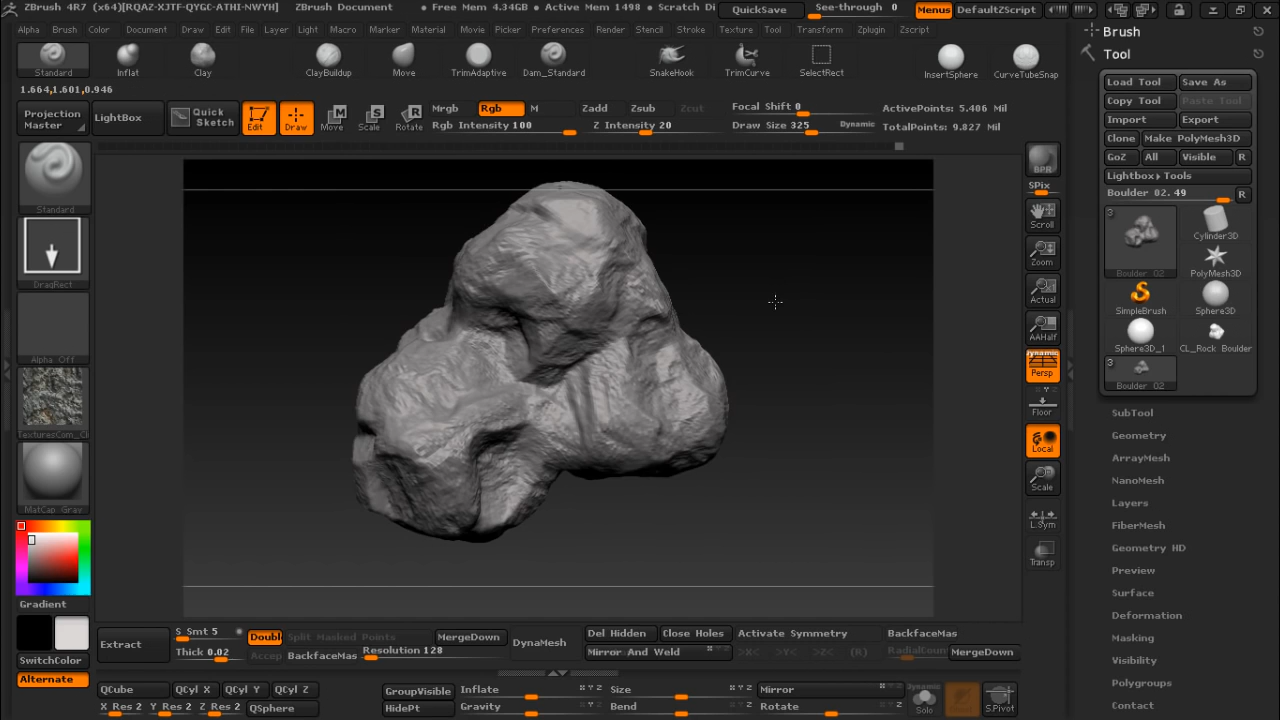 ZBrush 4R7 (x64)[RQAZ-XJTF-QYGC-ATHI-NWYH] ZBrush Document • Free Mem 4.34GB • Active Mem 1498 • Scratch Di QuickSave See-through 0 Menus DefaultZScript
Alpha Brush Color Document Draw Edit File Layer Light Macro Marker Material Movie Picker Preferences Render Stencil Stroke Texture Tool Transform Zplugin Zscript
Brush
Tool
Standard Inflat Clay ClayBuildup Move TrimAdaptive Dam_Standard SnakeHook TrimCurve SelectRect InsertSphere CurveTubeSnap
1.664,1.601,0.946
Projection Master
LightBox
Quick Sketch
Edit Draw Move Scale Rotate
Mrgb Rgb M Zadd Zsub Zcut
Rgb Intensity 100 Z Intensity 20
Focal Shift 0
Draw Size 325 Dynamic
ActivePoints: 5.406 Mil
TotalPoints: 9.827 Mil
Load Tool Save As
Copy Tool Paste Tool
Import Export
Clone Make PolyMesh3D
GoZ All Visible R
Lightbox▸Tools
Boulder 02. 49 R
3
Boulder 02
Cylinder3D
PolyMesh3D
SimpleBrush
Sphere3D
Sphere3D_1
CL_Rock Boulder
3
Boulder 02
SubTool
Geometry
ArrayMesh
NanoMesh
Layers
FiberMesh
Geometry HD
Preview
Surface
Deformation
Masking
Visibility
Polygroups
Contact
Standard
DragRect
Alpha Off
TexturesCom_Cl
MatCap Gray
Gradient
SwitchColor
Alternate
BPR
SPix
Scroll
Zoom
Actual
AAHalf
Dynamic
Persp
Floor
Local
Scale
L.Sym
Transp
Extract
S Smt 5
Thick 0.02
Doubl
Accep
Split Masked Points
BackfaceMas
MergeDown
Resolution 128
DynaMesh
Del Hidden Close Holes
Mirror And Weld
Activate Symmetry
>X< >Y< >Z< (R)
BackfaceMas
RadialCoun
MergeDown
QCube QCyl X QCyl Y QCyl Z
X Res 2 Y Res 2 Z Res 2 QSphere
GroupVisible
HidePt
Inflate
Gravity
Size
Bend
Mirror
Rotate
Dynamic
Solo
S.Pivot